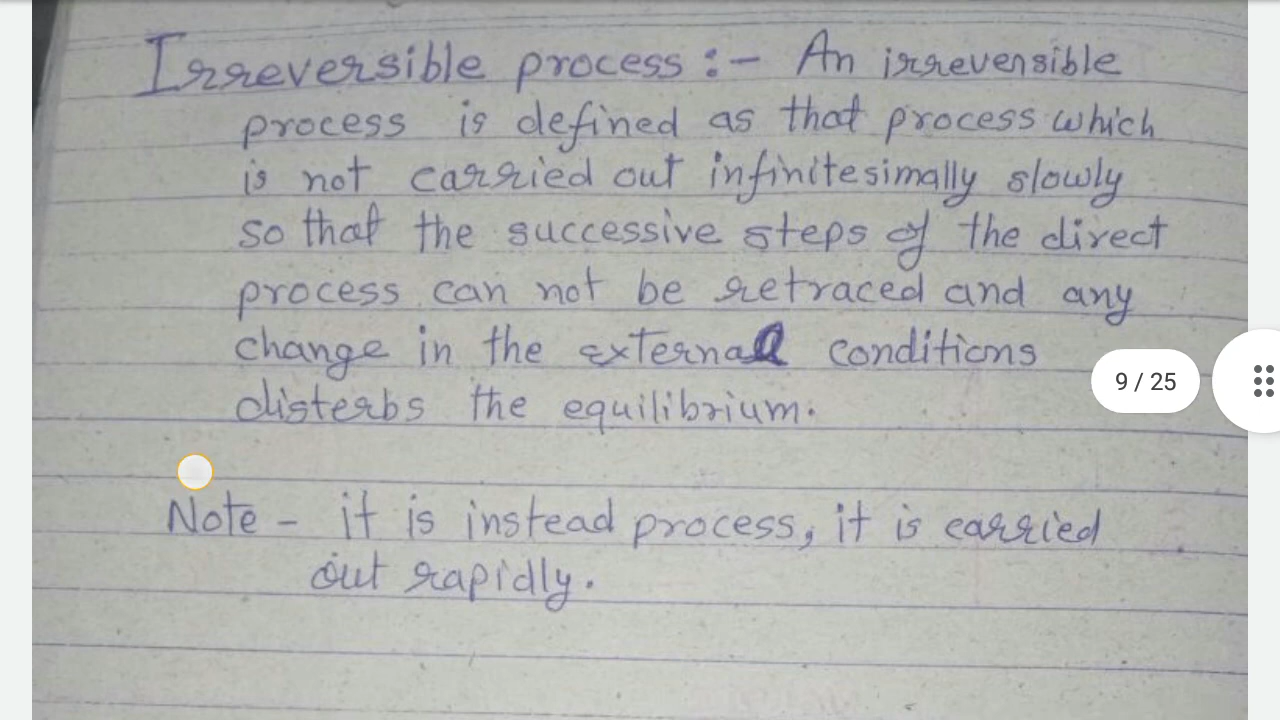 Irreversible process :- An irreversible
process is defined as that process which
is not carried out infinitesimally slowly
so that the successive steps of the direct
process can not be retraced and any
change in the external conditions
disterbs the equilibrium.
9 / 25
Note - it is instead process, it is carried
out rapidly.